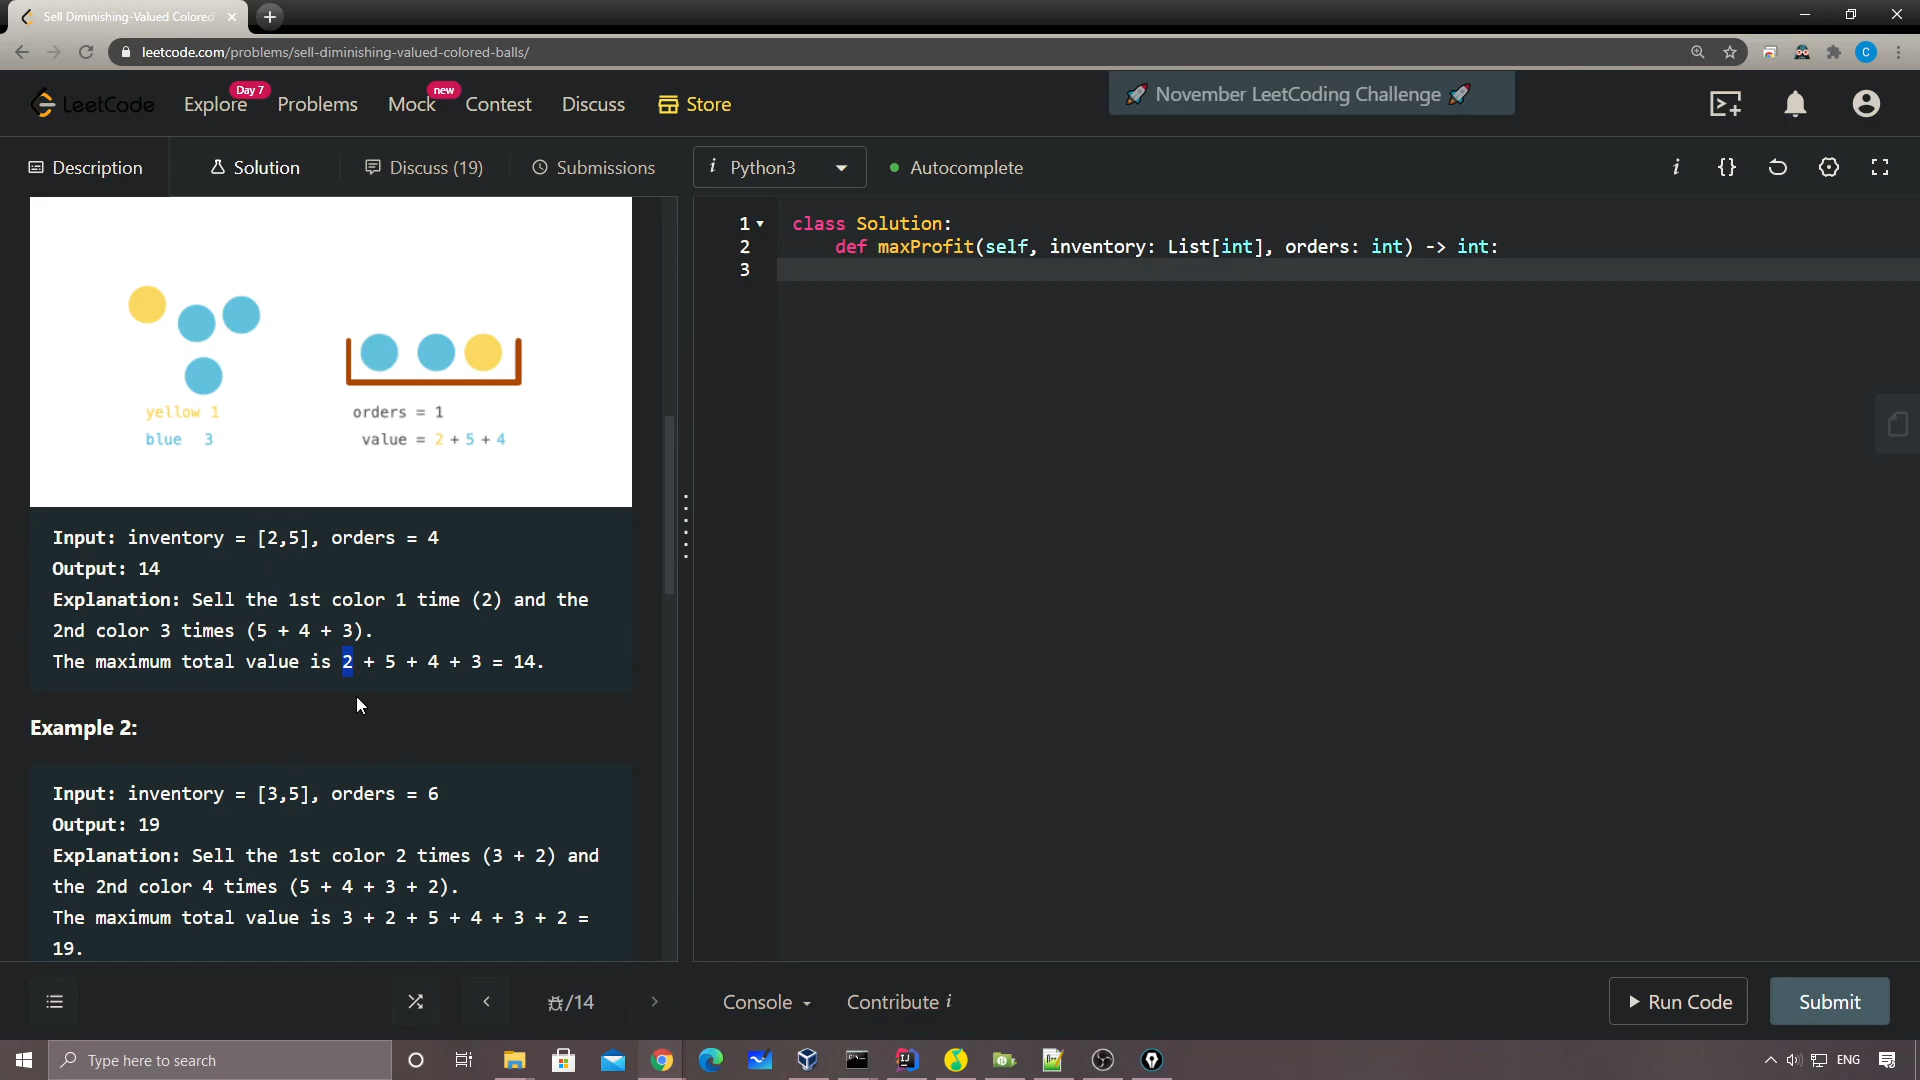 Sell Diminishing-Valued Colored
leetcode.com/problems/sell-diminishing-valued-colored-balls/
C
LeetCode
Explore
Day 7
Problems
Mock
new
Contest
Discuss
Store
🚀 November LeetCoding Challenge 🚀
Description
Solution
Discuss (19)
Submissions
i Python3
Autocomplete
i
{}
yellow 1
blue 3
orders = 1
value = 2 + 5 + 4
Input: inventory = [2,5], orders = 4
Output: 14
Explanation: Sell the 1st color 1 time (2) and the
2nd color 3 times (5 + 4 + 3).
The maximum total value is 2 + 5 + 4 + 3 = 14.
Example 2:
Input: inventory = [3,5], orders = 6
Output: 19
Explanation: Sell the 1st color 2 times (3 + 2) and
the 2nd color 4 times (5 + 4 + 3 + 2).
The maximum total value is 3 + 2 + 5 + 4 + 3 + 2 =
19.
1 class Solution:
2 def maxProfit(self, inventory: List[int], orders: int) -> int:
3
/14
Console
Contribute i
Run Code
Submit
Type here to search
ENG